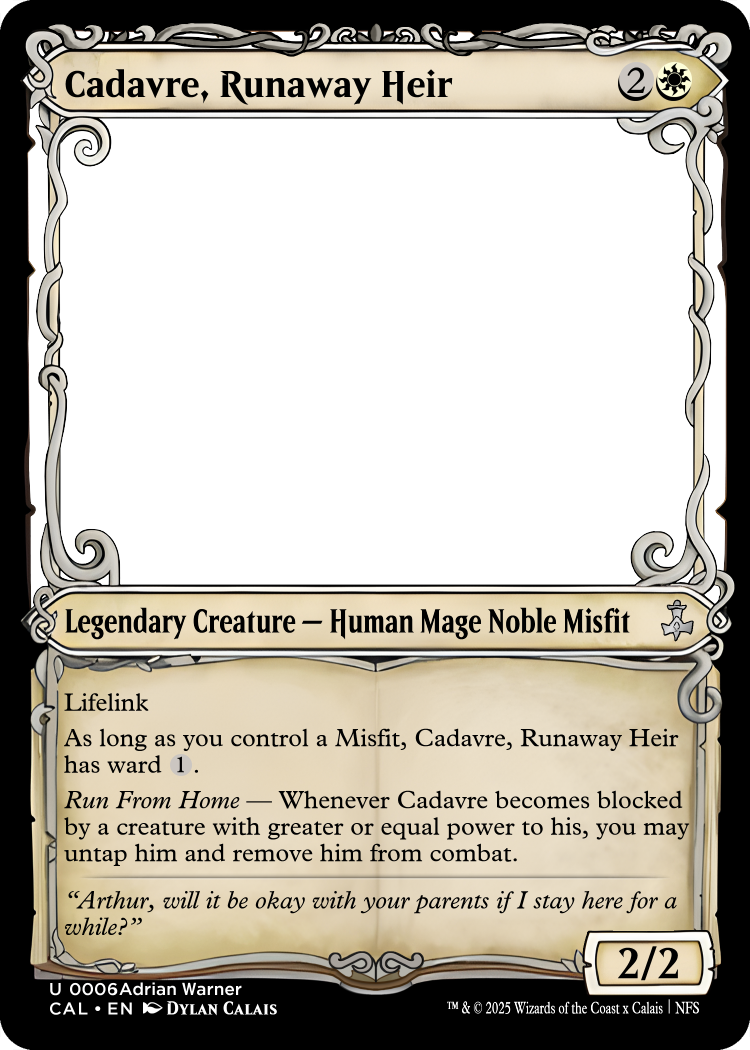 Cadavre, Runaway Heir
2
Legendary Creature — Human Mage Noble Misfit
Lifelink
As long as you control a Misfit, Cadavre, Runaway Heir
has ward 1.
Run From Home — Whenever Cadavre becomes blocked
by a creature with greater or equal power to his, you may
untap him and remove him from combat.
“Arthur, will it be okay with your parents if I stay here for a
while?”
2/2
U 0006Adrian Warner
CAL • EN Dylan Calais
™ & © 2025 Wizards of the Coast x Calais | NFS